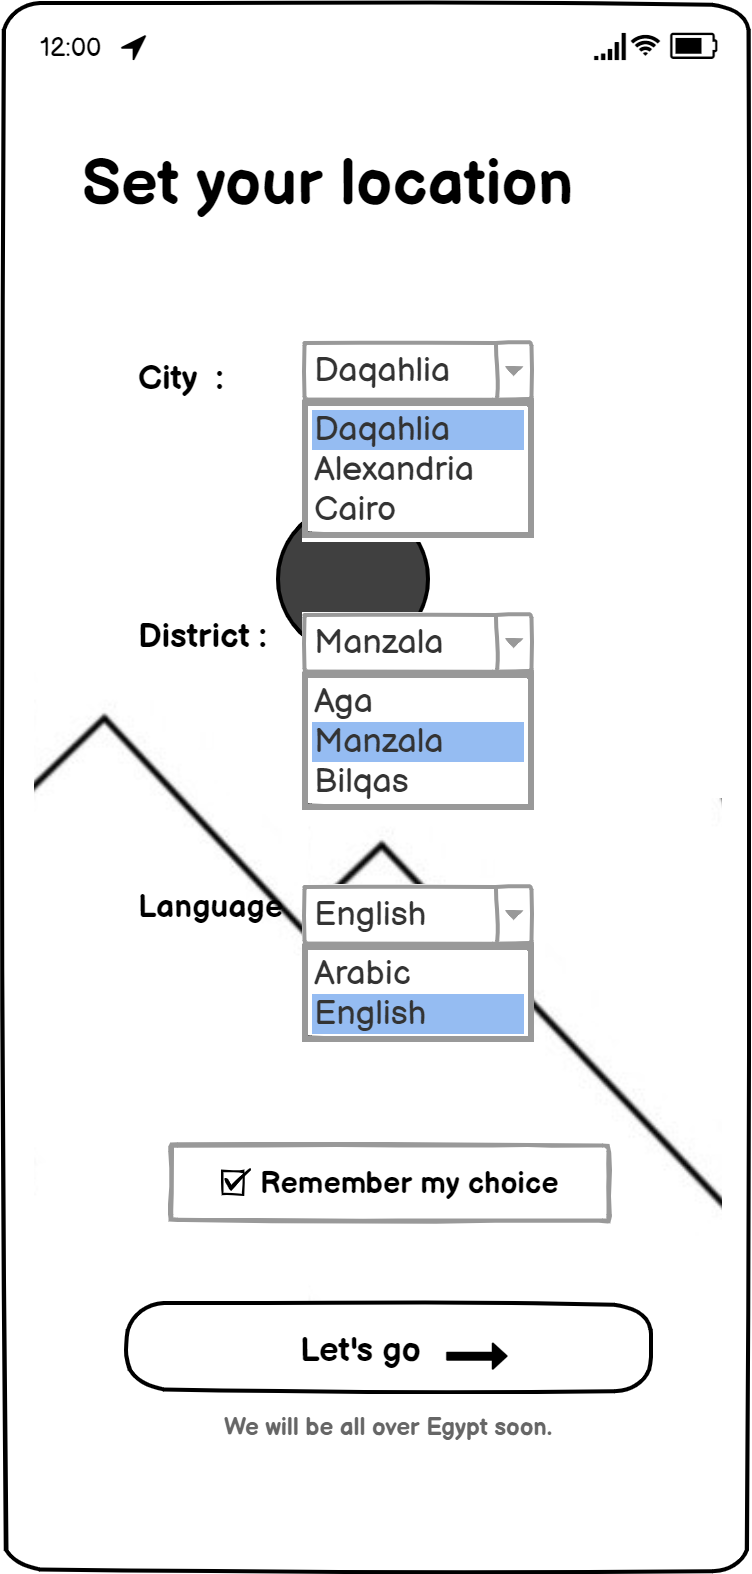 12:00
Set your location
City :
Daqahlia
Daqahlia
Alexandria
Cairo
District :
Manzala
Aga
Manzala
Bilqas
Language
English
Arabic
English
Remember my choice
Let's go
We will be all over Egypt soon.